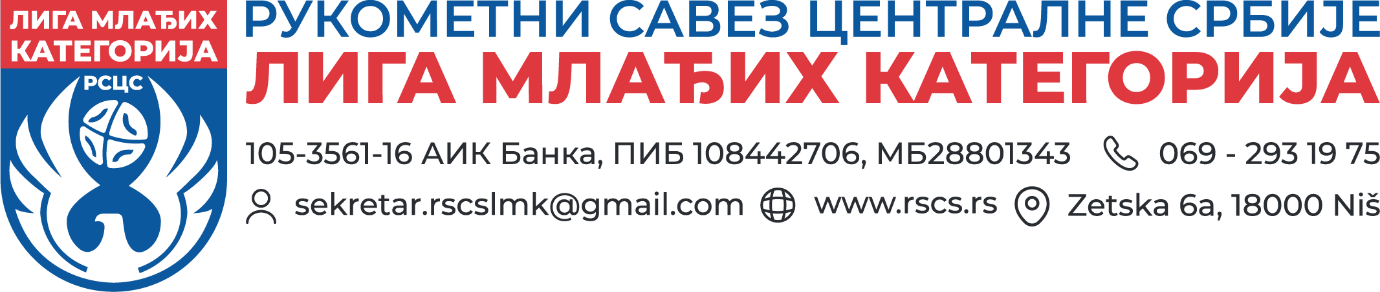 ЛИГА МЛАЂИХ
КАТЕГОРИЈА
РСЦС
РУКОМЕТНИ САВЕЗ ЦЕНТРАЛНЕ СРБИЈЕ
ЛИГА МЛАЂИХ КАТЕГОРИЈА
105-3561-16 АИК Банка, ПИБ 108442706, МБ28801343 069 - 293 19 75
sekretar.rscslmk@gmail.com www.rscs.rs Zetska 6a, 18000 Niš